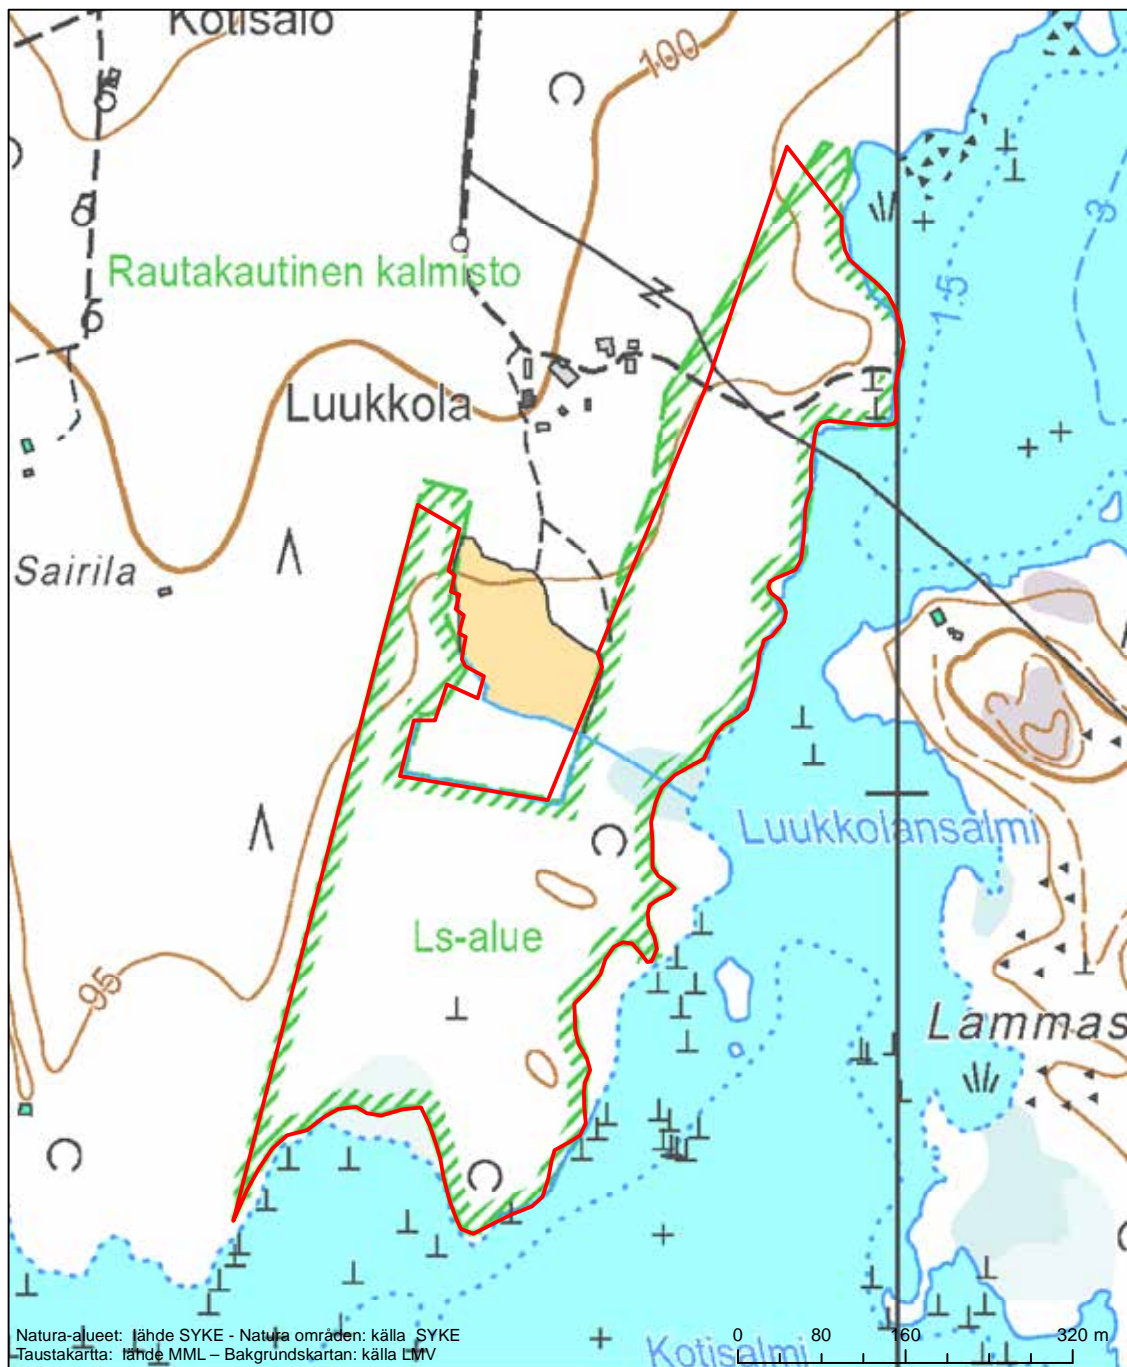 Kotisalo
100
Rautakautinen kalmisto
3
1.5
Luukkola
Sairila
Luukkolansalmi
Ls-alue
95
Lammas
Natura-alueet: lähde SYKE - Natura områden: källa SYKE
Taustakartta: lähde MML – Bakgrundskartan: källa LMV
Kotisalmi
0 80 160 320 m